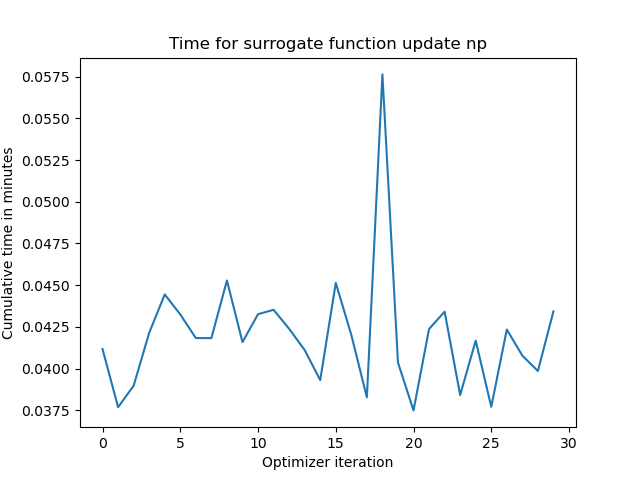 Time for surrogate function update np
Cumulative time in minutes
0.0575
0.0550
0.0525
0.0500
0.0475
0.0450
0.0425
0.0400
0.0375
0 5 10 15 20 25 30
Optimizer iteration